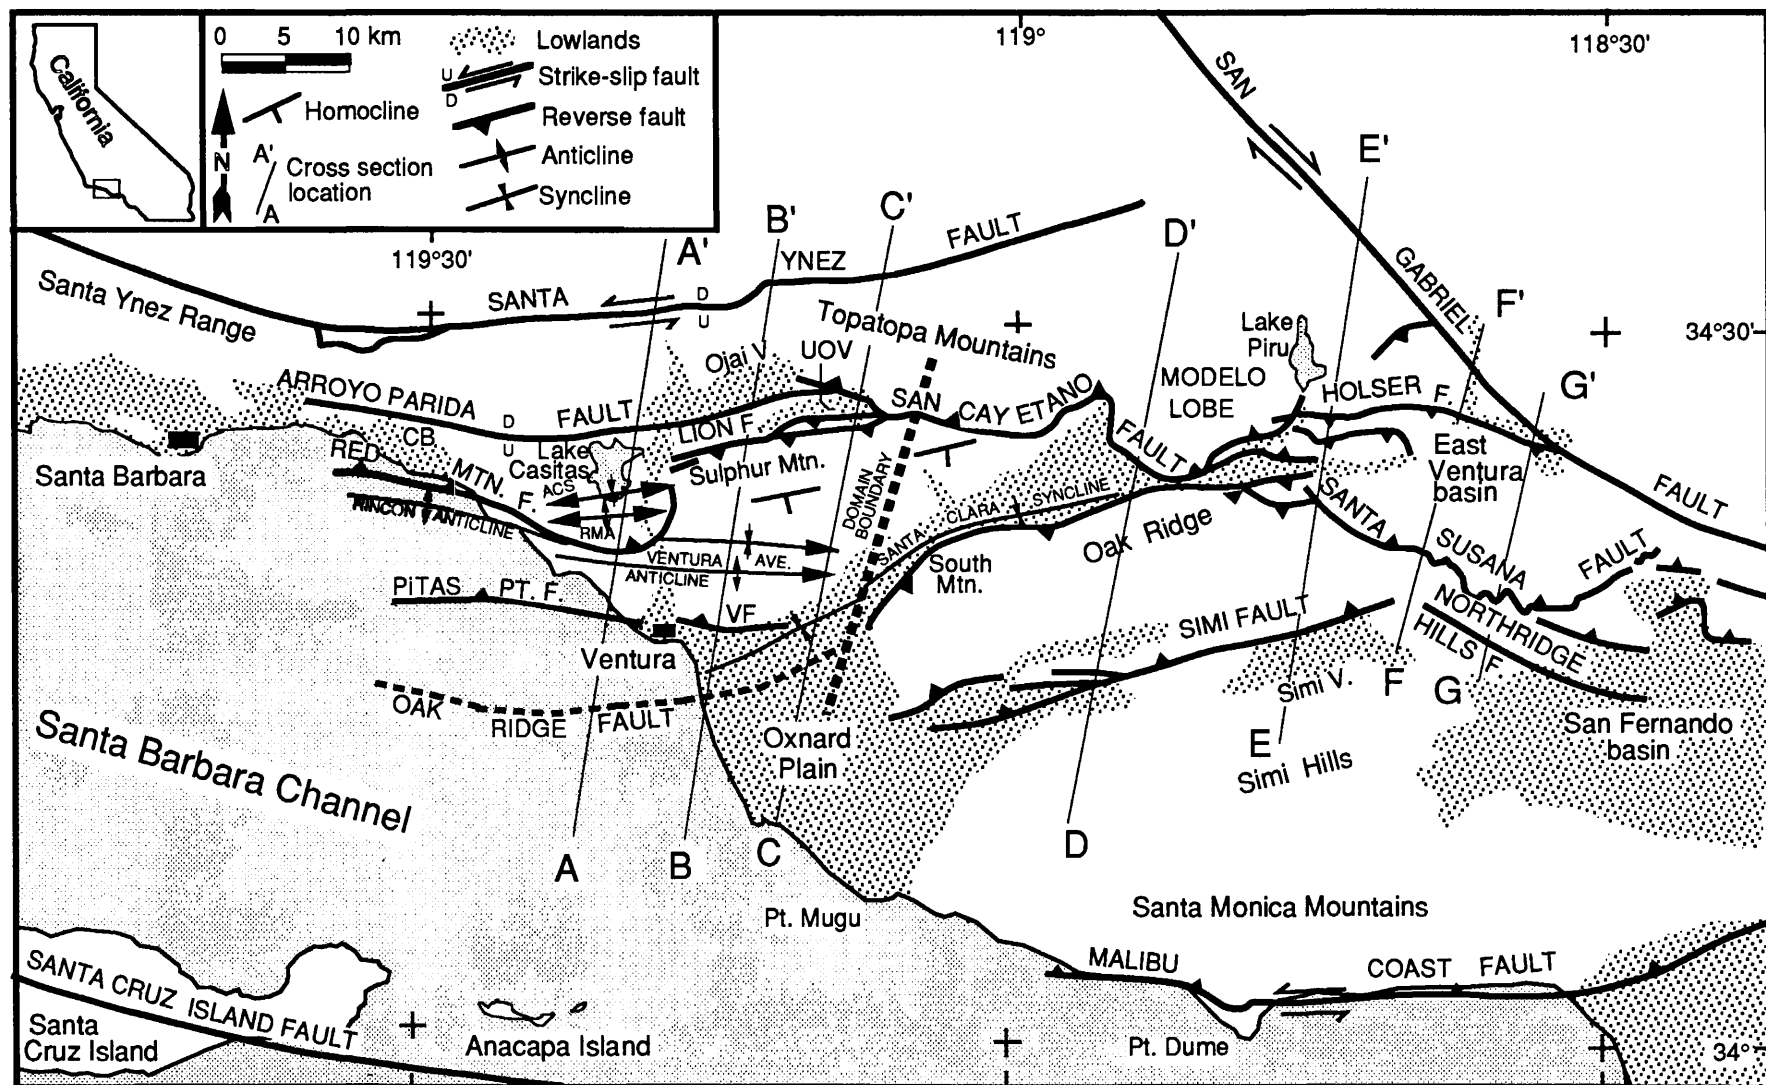 California
0 5 10 km
N
Homocline
A'
A
Cross section
location
Lowlands
U
D
Strike-slip fault
Reverse fault
Anticline
Syncline
119°
118°30'
119°30'
34°30'
34°
SAN
GABRIEL
FAULT
E'
A'
B'
C'
D'
F'
G'
SANTA
YNEZ
FAULT
D
U
Santa Ynez Range
Topatopa Mountains
Lake
Piru
Ojai V
UOV
MODELO
LOBE
HOLSER F.
ARROYO PARIDA
FAULT
D
U
SAN
CAY ETANO
FAULT
LION F.
CB
Lake
Casitas
Sulphur Mtn.
East
Ventura
basin
Santa Barbara
RED
MTN. F.
ACS
RMA
RINCON ANTICLINE
DOMAIN
BOUNDARY
SANTA
CLARA
SYNCLINE
Oak Ridge
SANTA
SUSANA
FAULT
VENTURA
AVE.
ANTICLINE
South
Mtn.
PITAS
PT. F.
VF
SIMI FAULT
NORTHRIDGE
HILLS F.
Ventura
Simi V.
F
G
OAK
RIDGE
FAULT
Oxnard
Plain
E
Simi Hills
San Fernando
basin
Santa Barbara Channel
A
B
C
D
Pt. Mugu
Santa Monica Mountains
MALIBU
COAST
FAULT
SANTA CRUZ ISLAND FAULT
Santa
Cruz Island
Anacapa Island
Pt. Dume